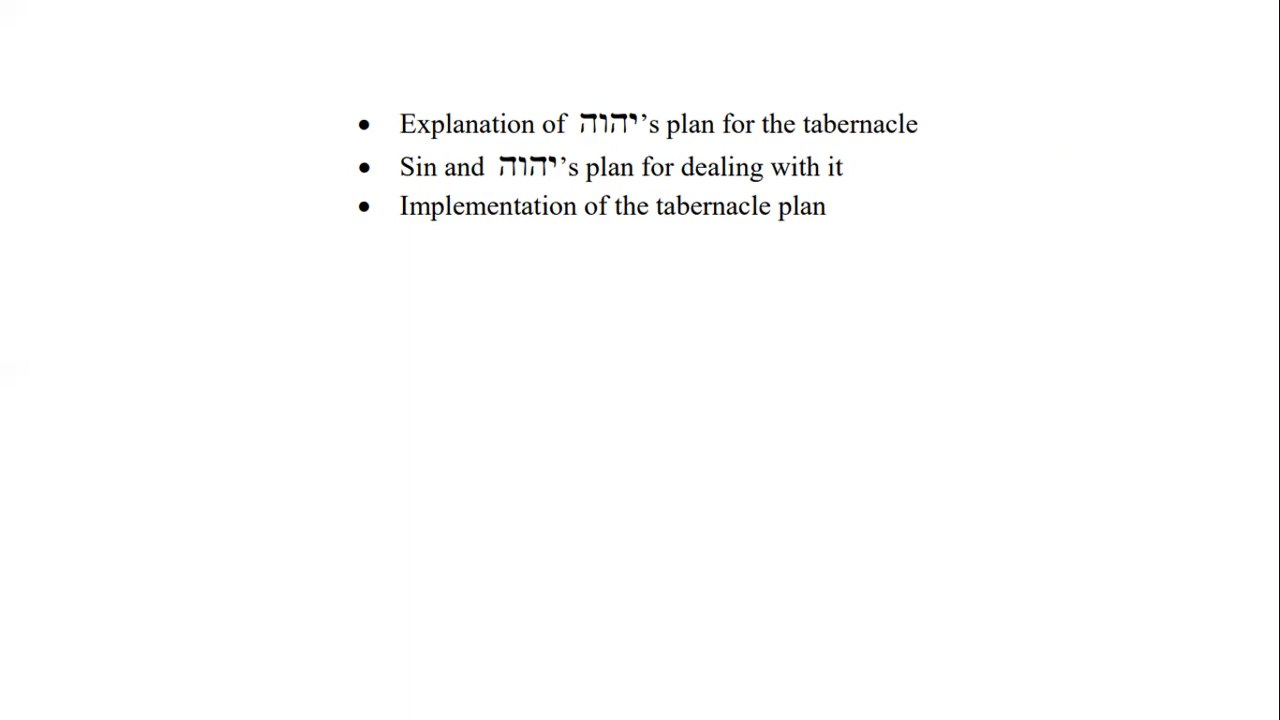 • Explanation of יהוה’s plan for the tabernacle
• Sin and יהוה’s plan for dealing with it
• Implementation of the tabernacle plan